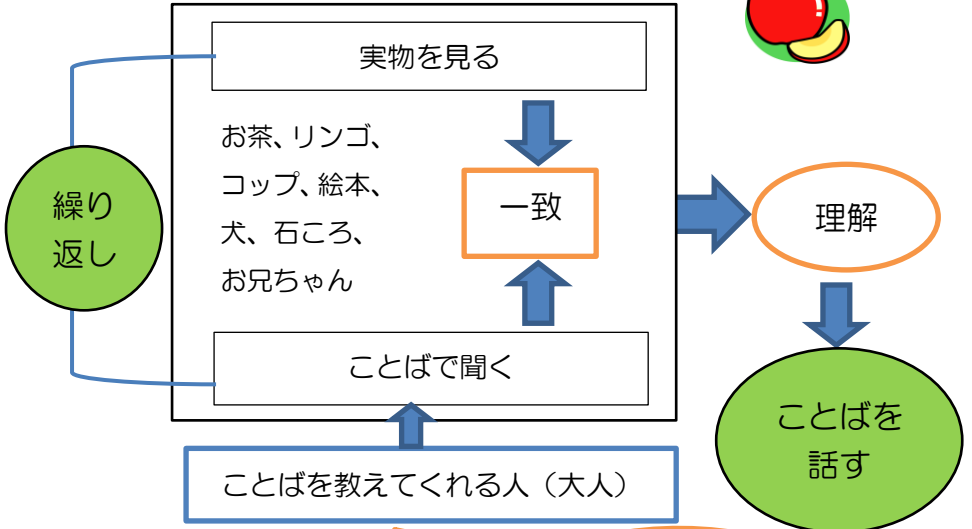 実物を見る
お茶、リンゴ、
コップ、絵本、
犬、石ころ、
お兄ちゃん
一致
繰り
返し
理解
ことばで聞く
ことばを
話す
ことばを教えてくれる人（大人）